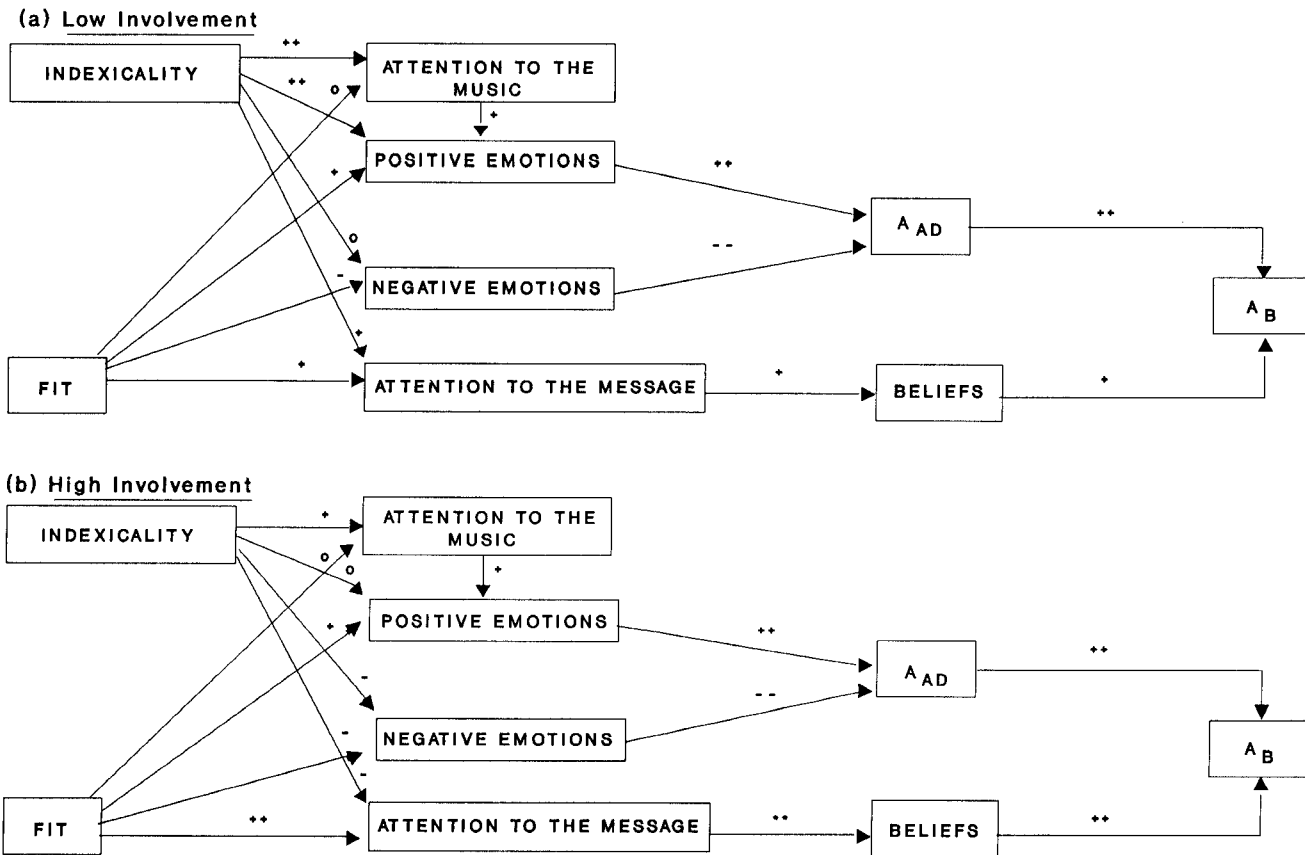 (a) Low Involvement
INDEXICALITY
++
++
o
ATTENTION TO THE
MUSIC
+
POSITIVE EMOTIONS
+
++
A AD
++
o
- -
-
NEGATIVE EMOTIONS
A B
+
FIT
+
ATTENTION TO THE MESSAGE
+
BELIEFS
+
(b) High Involvement
INDEXICALITY
+
o
o
ATTENTION TO THE
MUSIC
+
POSITIVE EMOTIONS
+
++
A AD
++
-
- -
-
NEGATIVE EMOTIONS
A B
-
FIT
++
ATTENTION TO THE MESSAGE
++
BELIEFS
++